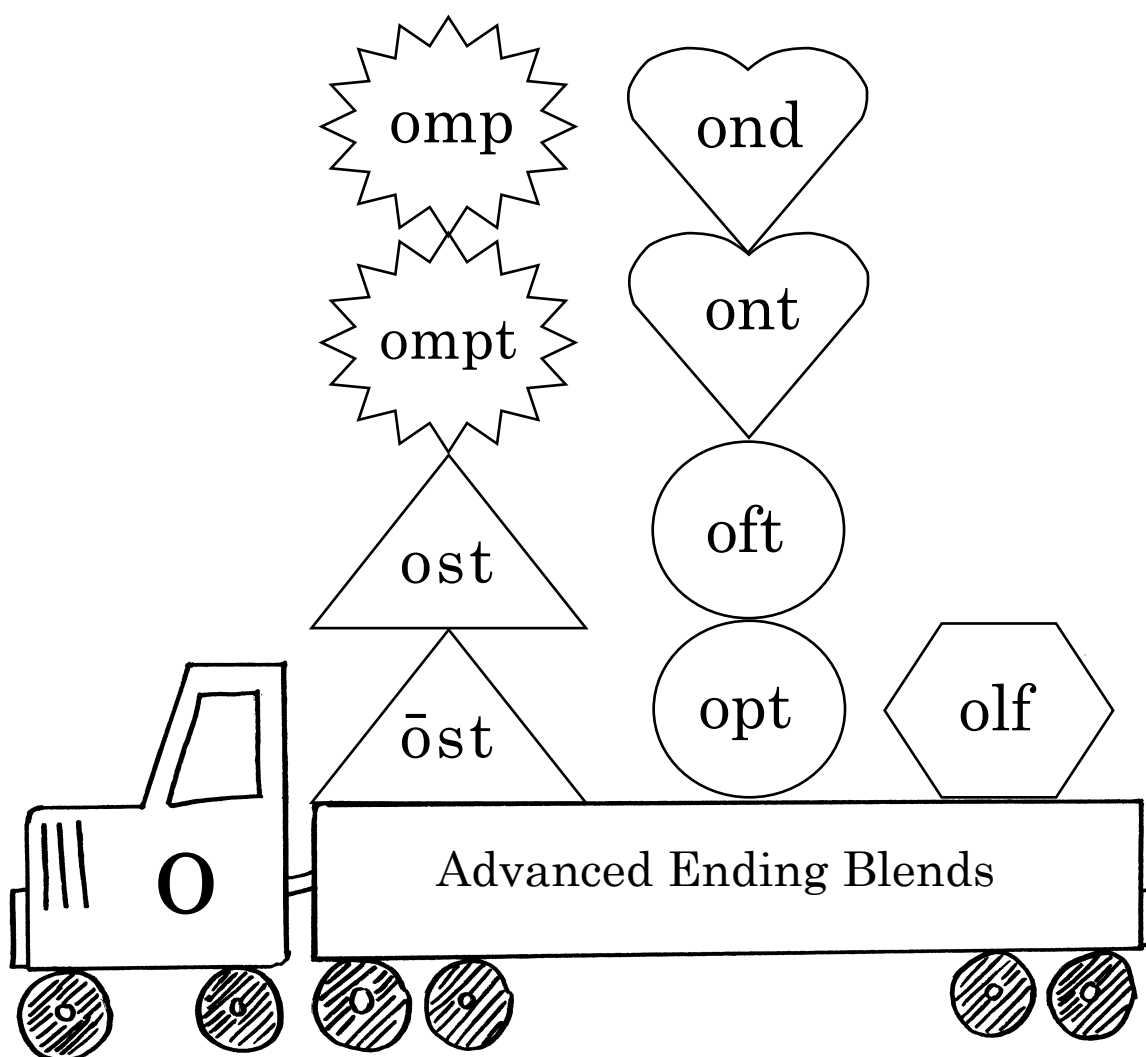 omp
ond
ompt
ont
ost
oft
ōst
opt
olf
O
Advanced Ending Blends